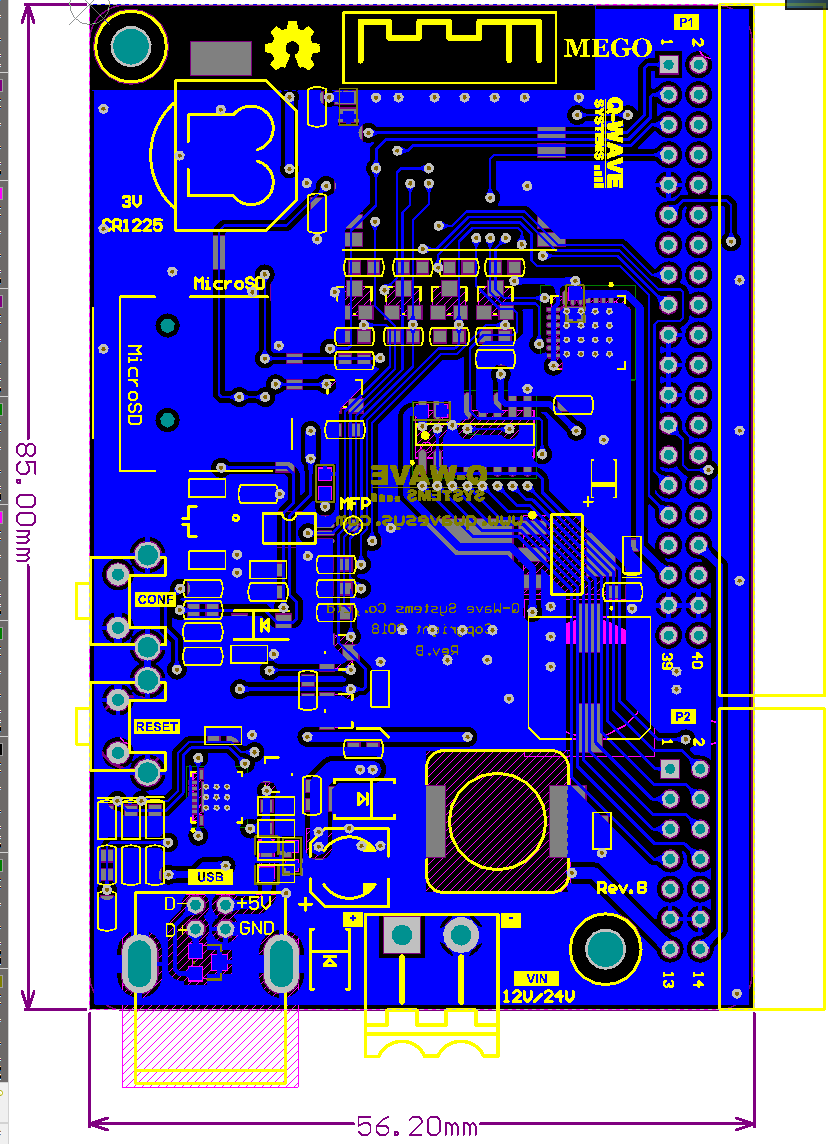 P1
1 2
MEGO
Q-WAVE
SYSTEMS
3V
CR1225
MicroSD
MicroSD
85.00mm
Q-WAVE
SYSTEMS
MFP
www.qwavesys.com
CONF
Q-Wave Systems Co., Ltd
Copyright 2018
Rev.B
39 40
RESET
P2
1 2
USB
D- +5V
D+ GND
+
+ -
Rev.B
VIN
12V/24V
13 14
56.20mm